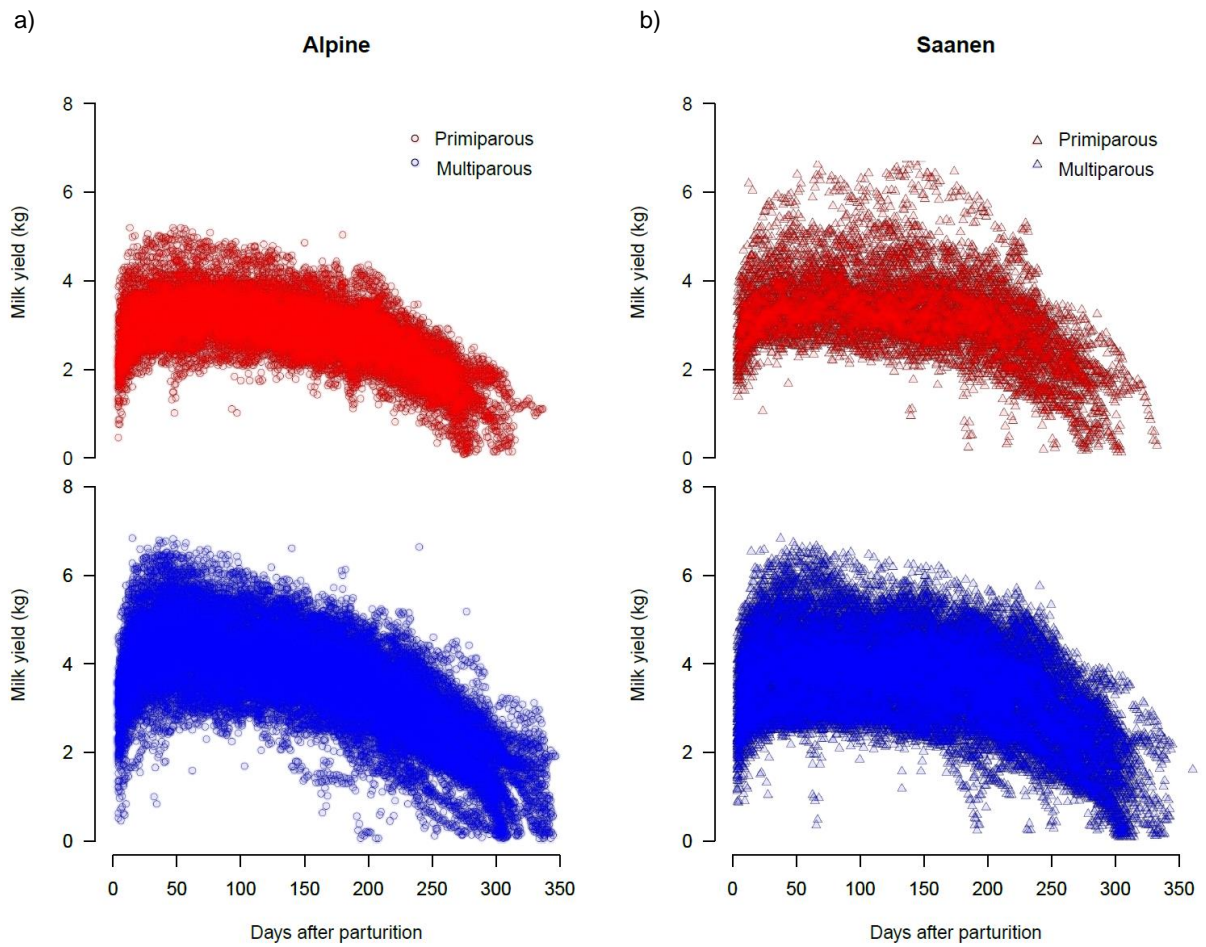 a)
Alpine
8
6
4
2
0
Milk yield (kg)
Primiparous
Multiparous
8
6
4
2
0
Milk yield (kg)
0 50 100 150 200 250 300 350
Days after parturition
b)
Saanen
8
6
4
2
0
Milk yield (kg)
Primiparous
Multiparous
8
6
4
2
0
Milk yield (kg)
0 50 100 150 200 250 300 350
Days after parturition